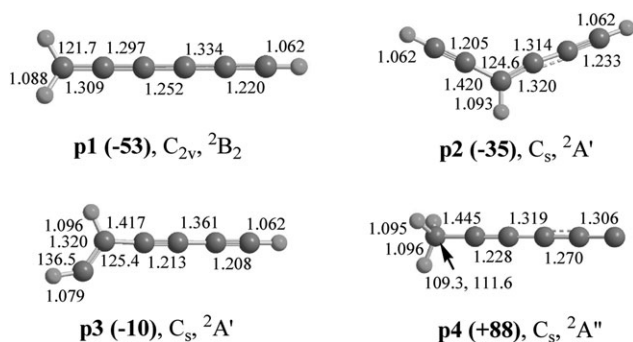 121.7 1.297 1.334 1.062
1.088 1.309 1.252 1.220
p1 (-53), C2v, ²B2
1.062 1.205 1.314 1.062
124.6 1.233
1.420 1.320
1.093
p2 (-35), Cs, ²A'
1.096 1.417 1.361 1.062
1.320
136.5 125.4 1.213 1.208
1.079
p3 (-10), Cs, ²A'
1.095 1.445 1.319 1.306
1.096 1.228 1.270
109.3, 111.6
p4 (+88), Cs, ²A"